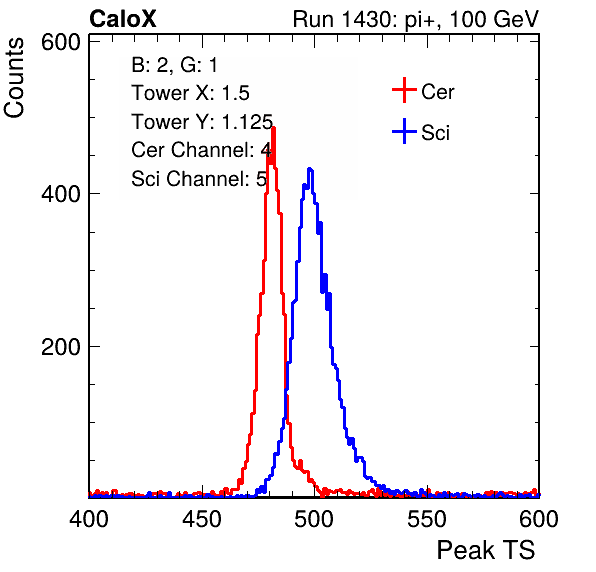 CaloX Run 1430: pi+, 100 GeV
Counts
600
400
200
B: 2, G: 1
Tower X: 1.5
Tower Y: 1.125
Cer Channel: 4
Sci Channel: 5
Cer
Sci
400 450 500 550 600
Peak TS